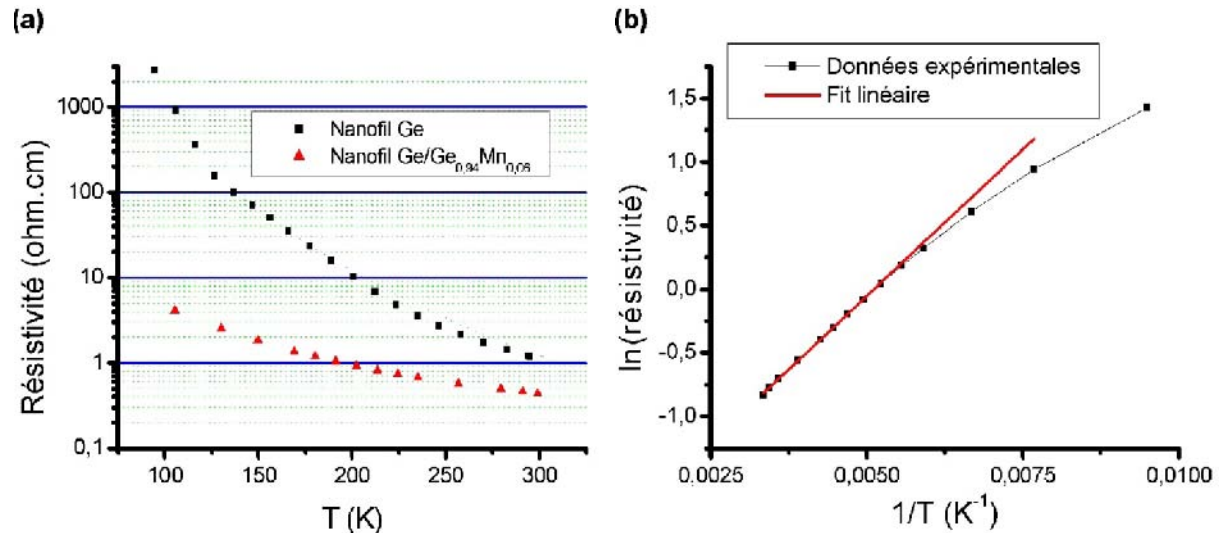 (a)
Résistivité (ohm.cm)
1000
100
10
1
0,1
Nanofil Ge
Nanofil Ge/Ge0,94Mn0,06
100
150
200
250
300
T (K)
(b)
ln(résistivité)
1,5
1,0
0,5
0,0
-0,5
-1,0
Données expérimentales
Fit linéaire
0,0025
0,0050
0,0075
0,0100
1/T (K-1)